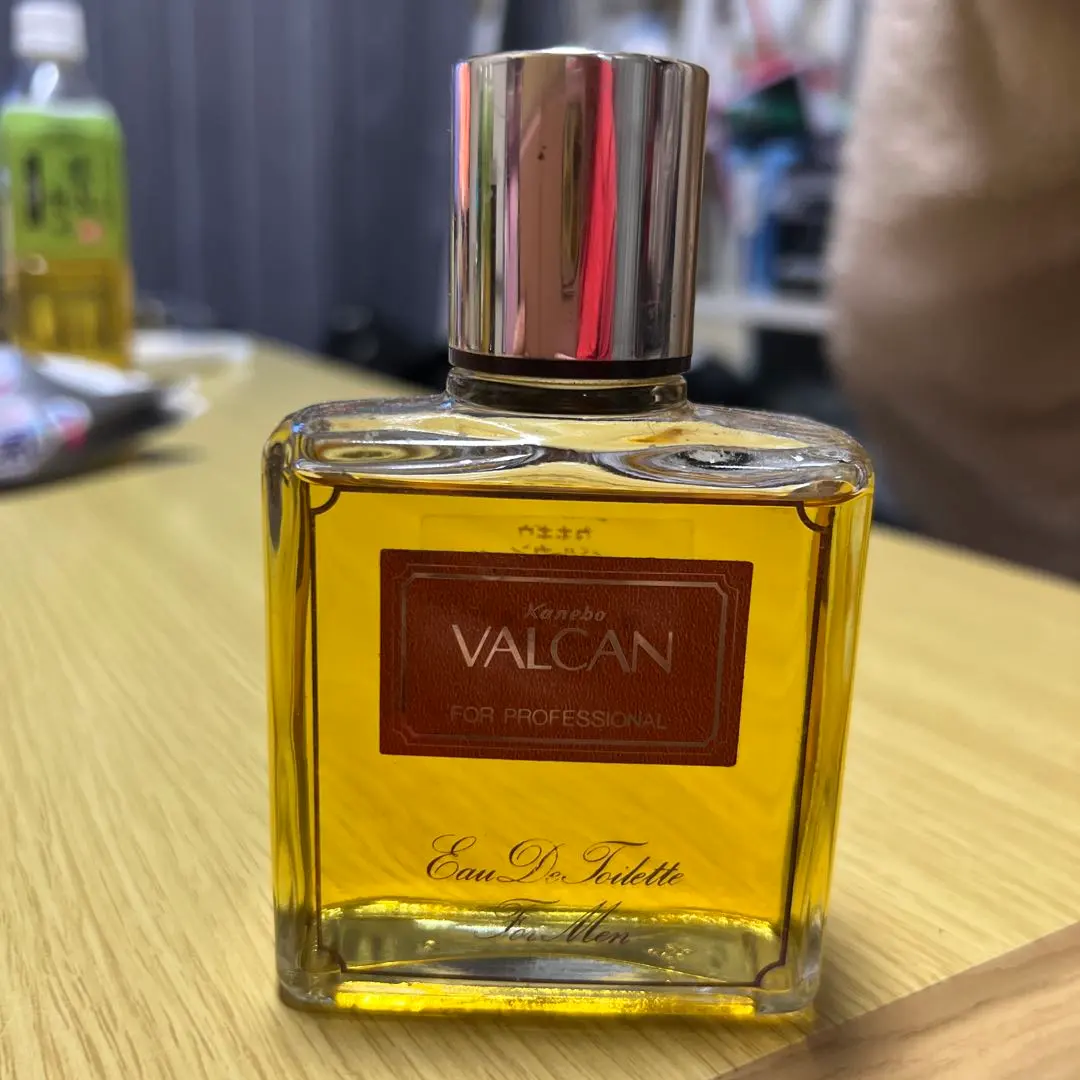 Kanebo
VALCAN
FOR PROFESSIONAL
Eau De Toilette
For Men